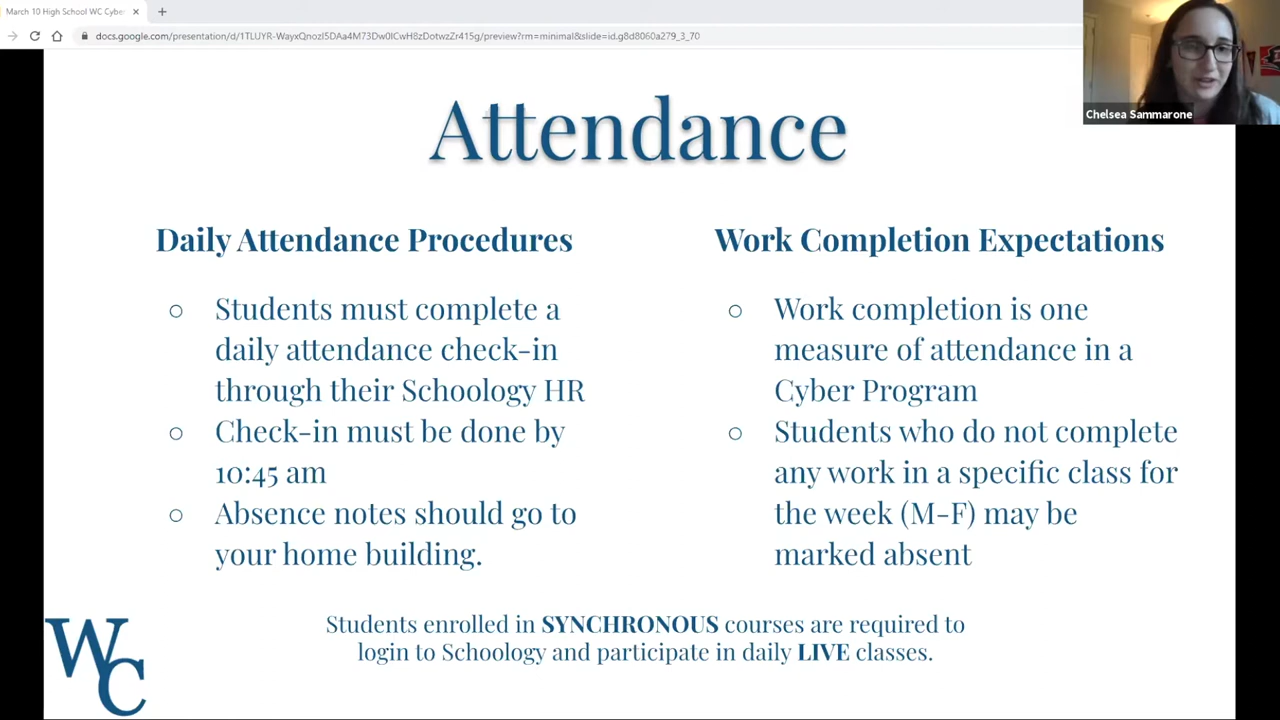 March 10 High School WC Cybe
docs.google.com/presentation/d/1TLUYR-WayxQnozI5DAa4M73Dw0ICwH8zDotwzZr415g/preview?rm=minimal&slide=id.g8d8060a279_3_70
Chelsea Sammarone
Attendance
Daily Attendance Procedures
○ Students must complete a
daily attendance check-in
through their Schoology HR
○ Check-in must be done by
10:45 am
○ Absence notes should go to
your home building.
Work Completion Expectations
○ Work completion is one
measure of attendance in a
Cyber Program
○ Students who do not complete
any work in a specific class for
the week (M-F) may be
marked absent
Students enrolled in SYNCHRONOUS courses are required to
login to Schoology and participate in daily LIVE classes.
WC